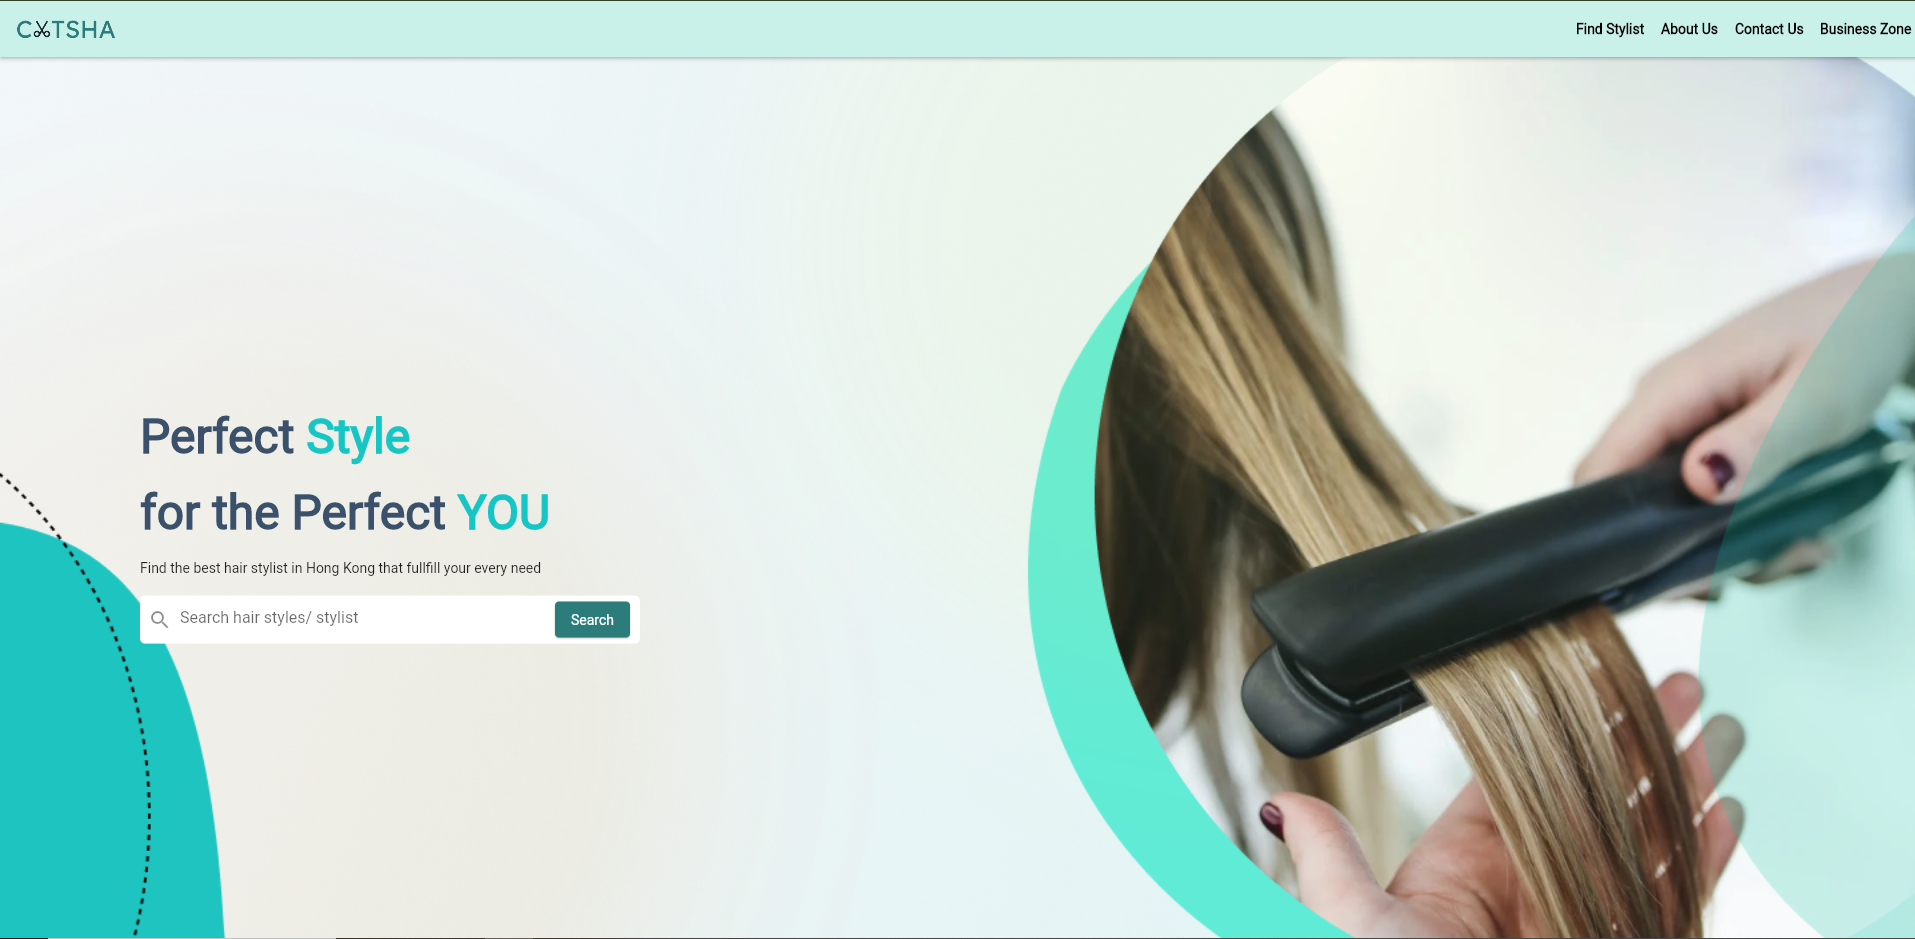 CUTSHA
Find Stylist About Us Contact Us Business Zone
Perfect Style
for the Perfect YOU
Find the best hair stylist in Hong Kong that fullfill your every need
Search hair styles/ stylist
Search